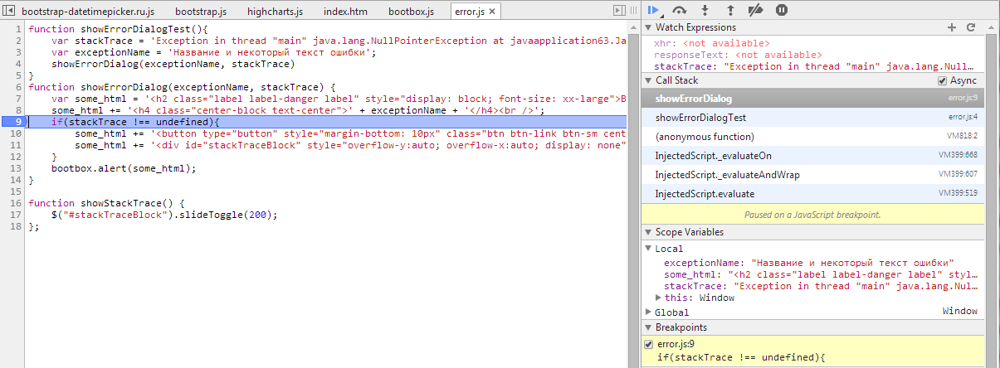 bootstrap-datetimepicker.ru.js bootstrap.js highcharts.js index.htm bootbox.js error.js ×
1 function showErrorDialogTest(){
2 var stackTrace = 'Exception in thread "main" java.lang.NullPointerException at javaapplication63.Ja
3 var exceptionName = 'Название и некоторый текст ошибки';
4 showErrorDialog(exceptionName, stackTrace)
5 }
6 function showErrorDialog(exceptionName, stackTrace) {
7 var some_html = '<h2 class="label label-danger label" style="display: block; font-size: xx-large">B
8 some_html += '<h4 class="center-block text-center">' + exceptionName + '</h4><br />';
9 if(stackTrace !== undefined){
10 some_html += '<button type="button" style="margin-bottom: 10px" class="btn btn-link btn-sm cent
11 some_html += '<div id="stackTraceBlock" style="overflow-y:auto; overflow-x:auto; display: none"
12 }
13 bootbox.alert(some_html);
14 }
15
16 function showStackTrace() {
17 $("#stackTraceBlock").slideToggle(200);
18 };
Watch Expressions
xhr: <not available>
responseText: <not available>
stackTrace: "Exception in thread "main" java.lang.Null…
Call Stack Async
showErrorDialog error.js:9
showErrorDialogTest error.js:4
(anonymous function) VM818:2
InjectedScript._evaluateOn VM399:668
InjectedScript._evaluateAndWrap VM399:607
InjectedScript.evaluate VM399:519
Paused on a JavaScript breakpoint.
Scope Variables
Local
exceptionName: "Название и некоторый текст ошибки"
some_html: "<h2 class="label label-danger label" styl…
stackTrace: "Exception in thread "main" java.lang.Nul…
this: Window
Global Window
Breakpoints
error.js:9
if(stackTrace !== undefined){